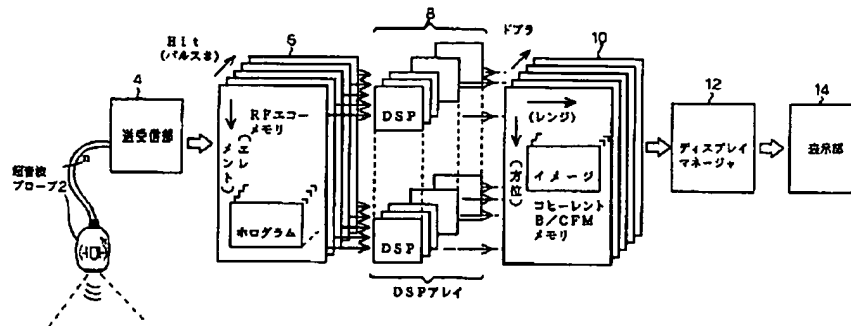 8
Hit
(パルス毎)
6
ドプラ
10
4
12
14
送受信部
RFエコー
メモリ
(エレメント)
DSP
(レンジ)
(方位)
ディスプレイ
マネージャ
表示部
超音波
プローブ2
イメージ
ホログラム
コヒーレント
B/CFM
メモリ
DSP
DSPアレイ